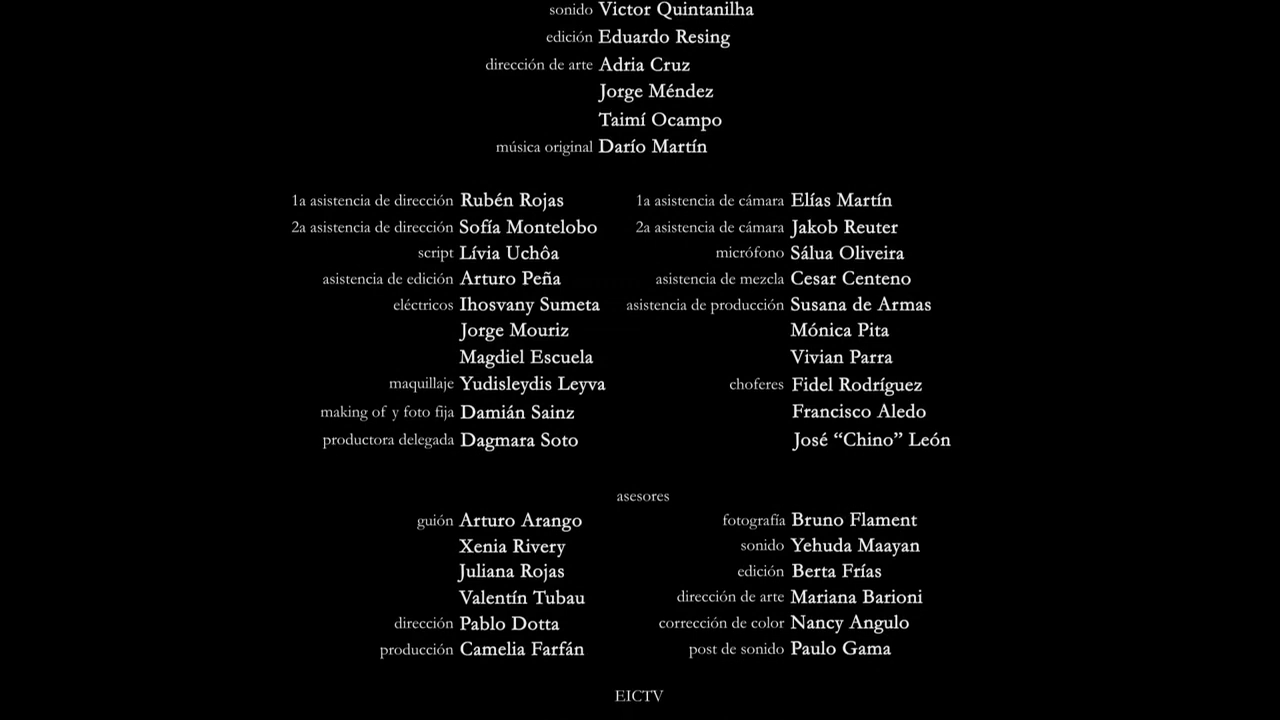 sonido Victor Quintanilha
edición Eduardo Resing
dirección de arte Adria Cruz
Jorge Méndez
Taimí Ocampo
música original Darío Martín
1a asistencia de dirección Rubén Rojas
2a asistencia de dirección Sofía Montelobo
script Lívia Uchôa
asistencia de edición Arturo Peña
eléctricos Ihosvany Sumeta
Jorge Mouriz
Magdiel Escuela
maquillaje Yudisleydis Leyva
making of y foto fija Damián Sainz
productora delegada Dagmara Soto
1a asistencia de cámara Elías Martín
2a asistencia de cámara Jakob Reuter
micrófono Sálua Oliveira
asistencia de mezcla Cesar Centeno
asistencia de producción Susana de Armas
Mónica Pita
Vivian Parra
choferes Fidel Rodríguez
Francisco Aledo
José “Chino” León
asesores
guión Arturo Arango
Xenia Rivery
Juliana Rojas
Valentín Tubau
dirección Pablo Dotta
producción Camelia Farfán
fotografía Bruno Flament
sonido Yehuda Maayan
edición Berta Frías
dirección de arte Mariana Barioni
corrección de color Nancy Angulo
post de sonido Paulo Gama
EICTV